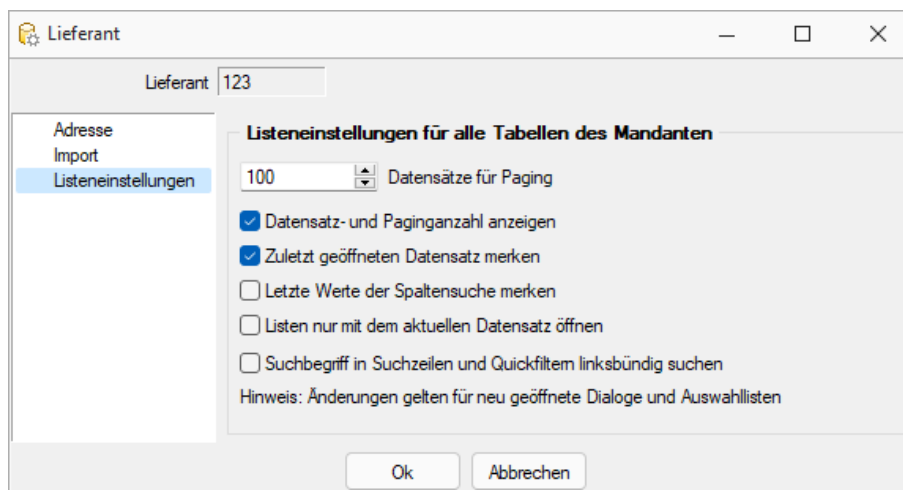 Lieferant
Lieferant 123
Adresse
Import
Listeneinstellungen
Listeneinstellungen für alle Tabellen des Mandanten
100 Datensätze für Paging
Datensatz- und Paginganzahl anzeigen
Zuletzt geöffneten Datensatz merken
Letzte Werte der Spaltensuche merken
Listen nur mit dem aktuellen Datensatz öffnen
Suchbegriff in Suchzeilen und Quickfiltern linksbündig suchen
Hinweis: Änderungen gelten für neu geöffnete Dialoge und Auswahllisten
Ok Abbrechen